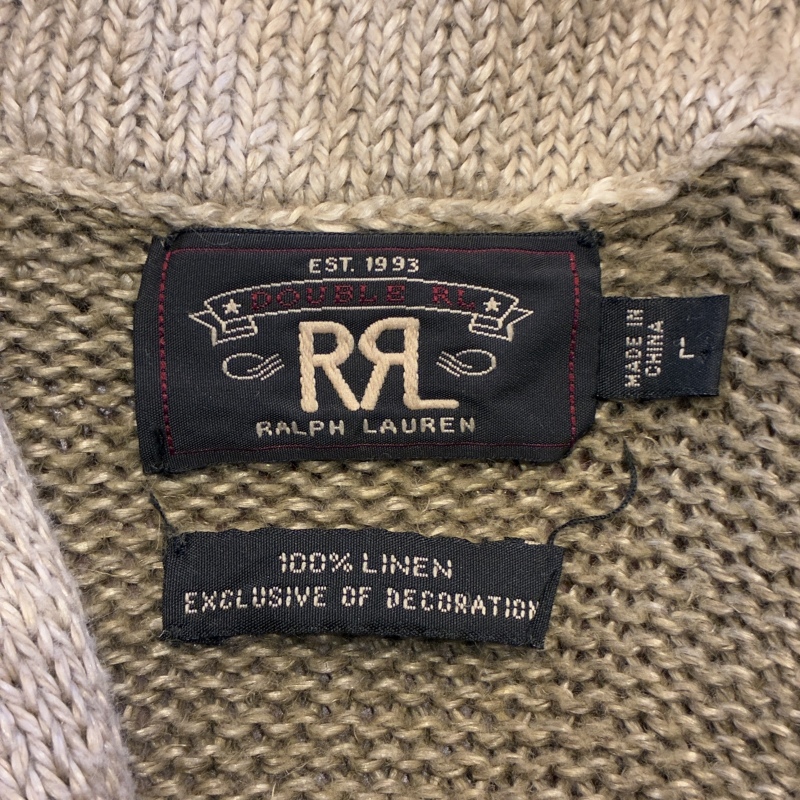 EST. 1993
DOUBLE RL
RRL
RALPH LAUREN
MADE IN
CHINA
L
100% LINEN
EXCLUSIVE OF DECORATION